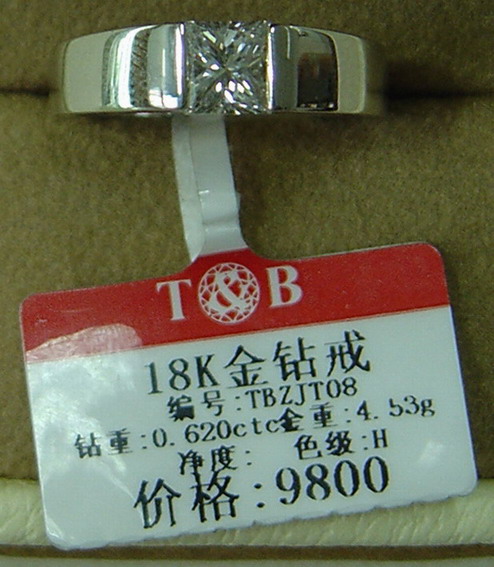 T&B
18K金钻戒
编号:TBZJT08
钻重:0.620ctc金重:4.53g
净度: 色级:H
价格:9800